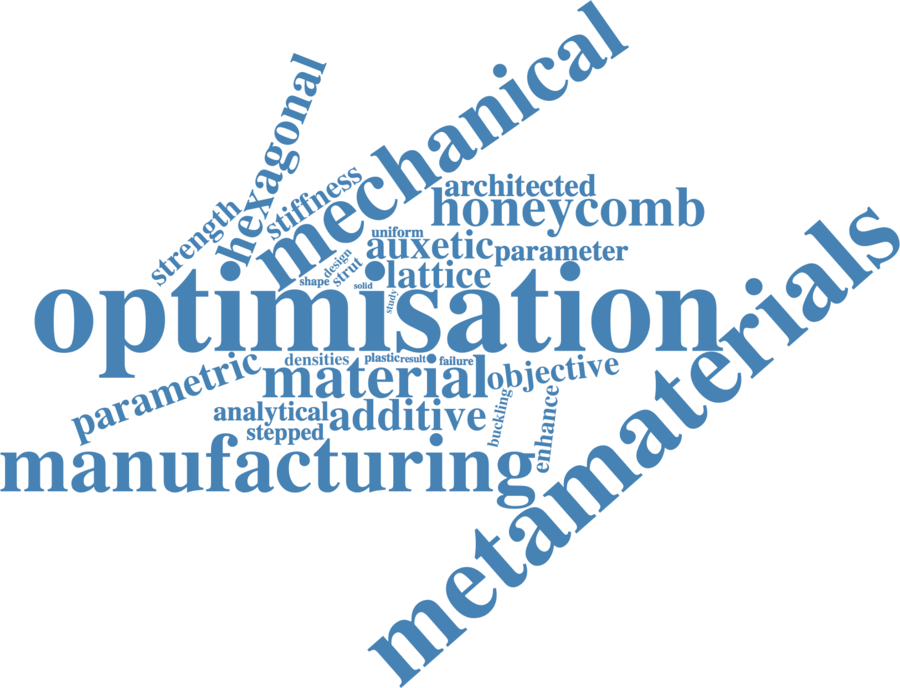 mechanical
hexagonal
stiffness
strength
architected
honeycomb
uniform
auxetic
parameter
design
strut
shape
solid
lattice
study
optimisation
metamaterials
parametric
densities
plastic
result
failure
material
objective
analytical
additive
stepped
buckling
enhance
manufacturing